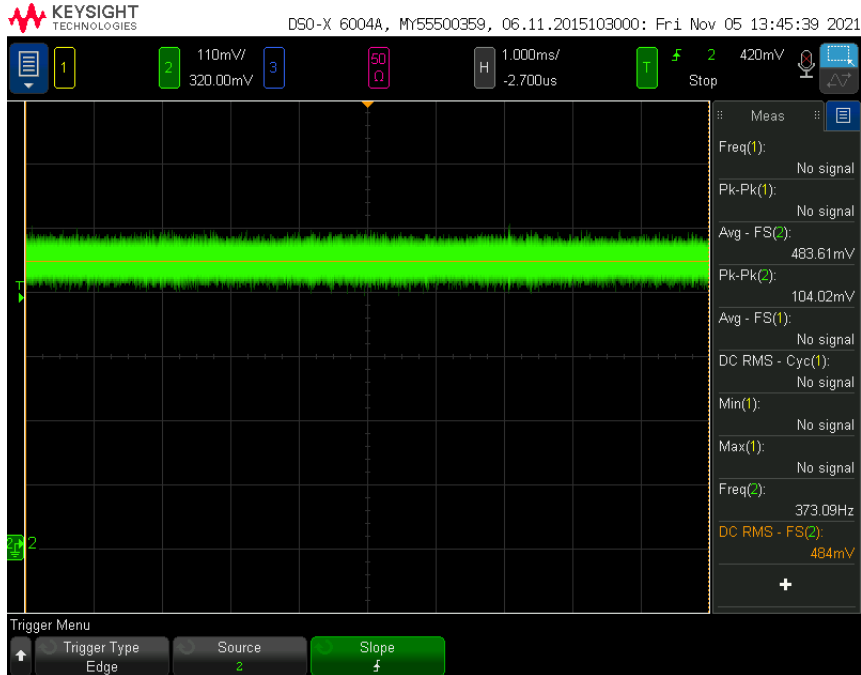 KEYSIGHT
TECHNOLOGIES
DSO-X 6004A, MY55500359, 06.11.2015103000: Fri Nov 05 13:45:39 2021
1
2
110mV/
320.00mV
3
50
Ω
H
1.000ms/
-2.700us
T
2
420mV
Stop
Meas
Freq(1):
No signal
Pk-Pk(1):
No signal
Avg - FS(2):
483.61mV
Pk-Pk(2):
104.02mV
Avg - FS(1):
No signal
DC RMS - Cyc(1):
No signal
Min(1):
No signal
Max(1):
No signal
Freq(2):
373.09Hz
DC RMS - FS(2):
484mV
+
T
2
2
Trigger Menu
Trigger Type
Edge
Source
2
Slope